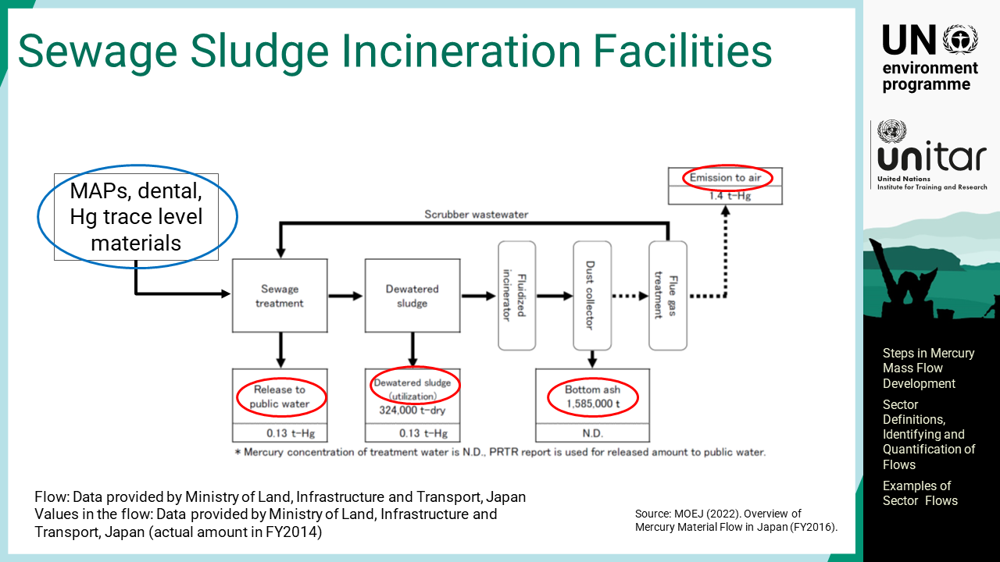 Sewage Sludge Incineration Facilities
UN
environment
programme
unitar
United Nations
Institute for Training and Research
MAPs, dental,
Hg trace level
materials
Emission to air
1.4 t-Hg
Scrubber wastewater
Sewage
treatment
Dewatered
sludge
Fluidized
incinerator
Dust collector
Flue gas
treatment
Release to
public water
0.13 t-Hg
Dewatered sludge
(utilization)
324,000 t-dry
0.13 t-Hg
Bottom ash
1,585,000 t
N.D.
* Mercury concentration of treatment water is N.D., PRTR report is used for released amount to public water.
Flow: Data provided by Ministry of Land, Infrastructure and Transport, Japan
Values in the flow: Data provided by Ministry of Land, Infrastructure and
Transport, Japan (actual amount in FY2014)
Source: MOEJ (2022). Overview of
Mercury Material Flow in Japan (FY2016).
Steps in Mercury
Mass Flow
Development
Sector
Definitions,
Identifying and
Quantification of
Flows
Examples of
Sector Flows